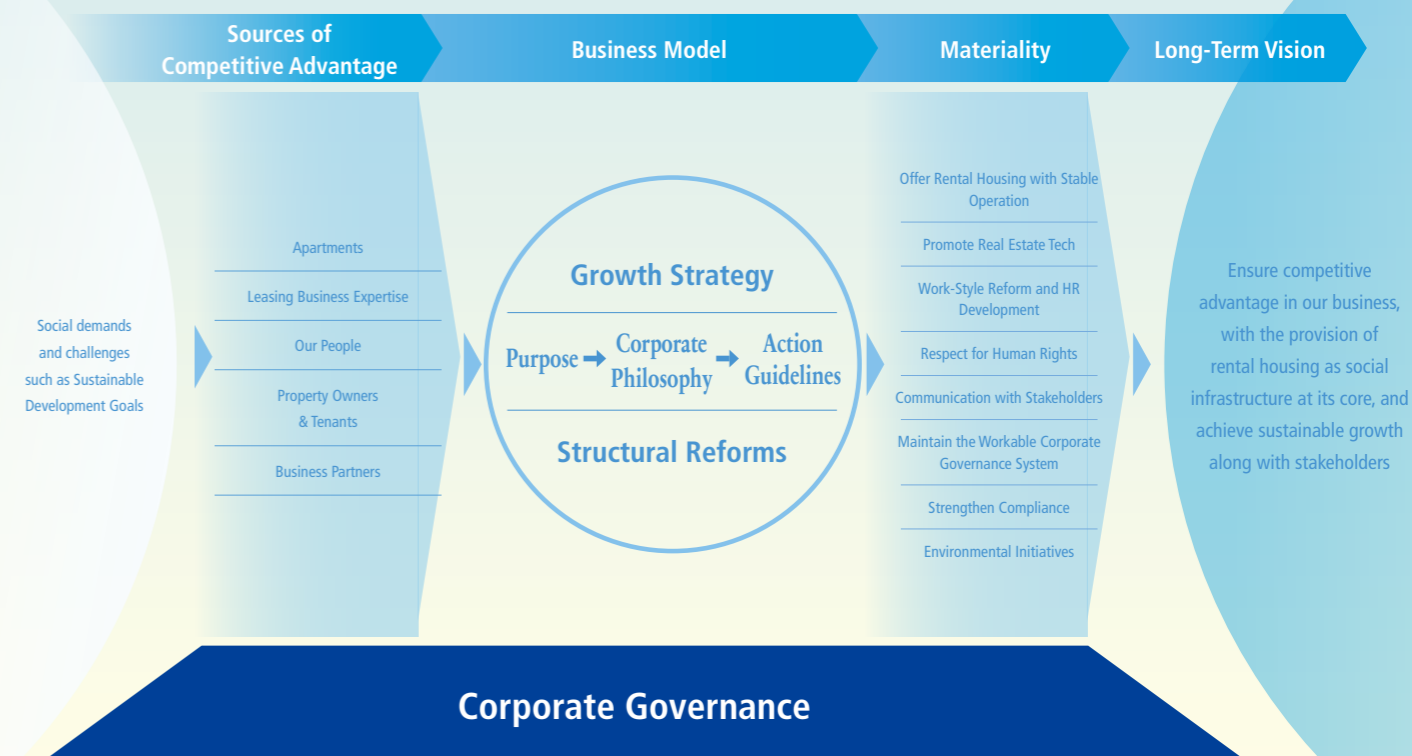 Sources of
Competitive Advantage
Business Model
Materiality
Long-Term Vision
Social demands
and challenges
such as Sustainable
Development Goals
Apartments
Leasing Business Expertise
Our People
Property Owners
& Tenants
Business Partners
Growth Strategy
Purpose ➞ Corporate Philosophy ➞ Action Guidelines
Structural Reforms
Offer Rental Housing with Stable
Operation
Promote Real Estate Tech
Work-Style Reform and HR
Development
Respect for Human Rights
Communication with Stakeholders
Maintain the Workable Corporate
Governance System
Strengthen Compliance
Environmental Initiatives
Ensure competitive
advantage in our business,
with the provision of
rental housing as social
infrastructure at its core, and
achieve sustainable growth
along with stakeholders
Corporate Governance